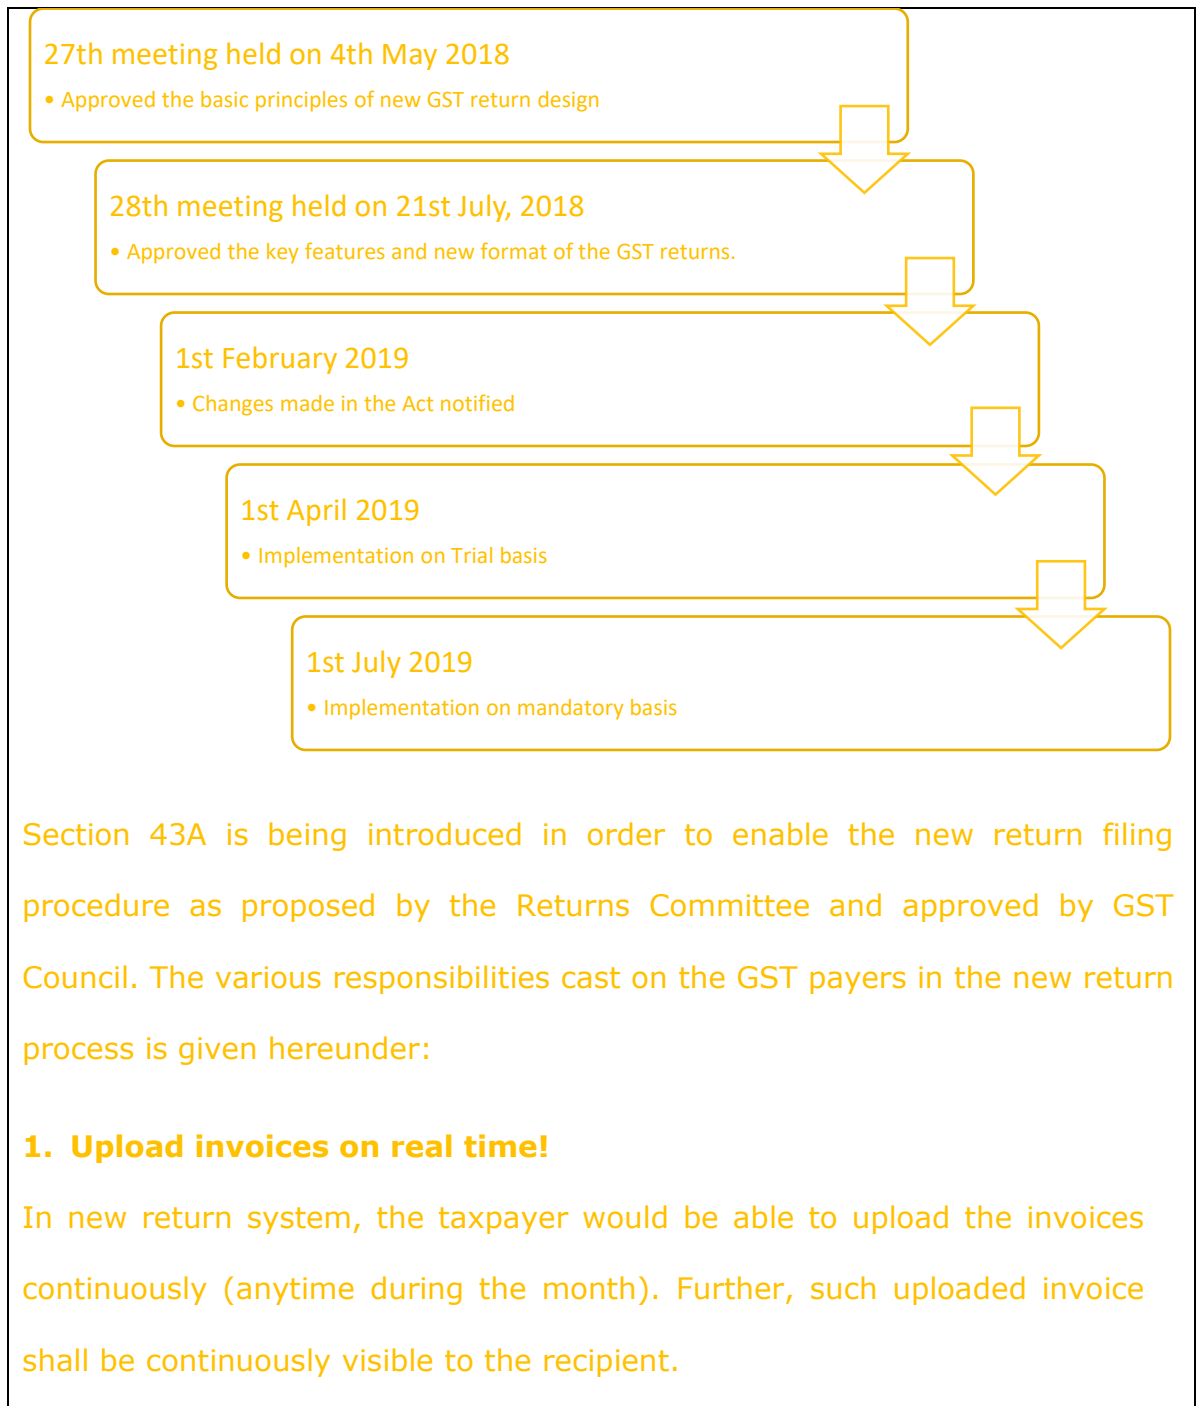 27th meeting held on 4th May 2018
• Approved the basic principles of new GST return design
28th meeting held on 21st July, 2018
• Approved the key features and new format of the GST returns.
1st February 2019
• Changes made in the Act notified
1st April 2019
• Implementation on Trial basis
1st July 2019
• Implementation on mandatory basis
Section 43A is being introduced in order to enable the new return filing
procedure as proposed by the Returns Committee and approved by GST
Council. The various responsibilities cast on the GST payers in the new return
process is given hereunder:
1. Upload invoices on real time!
In new return system, the taxpayer would be able to upload the invoices
continuously (anytime during the month). Further, such uploaded invoice
shall be continuously visible to the recipient.